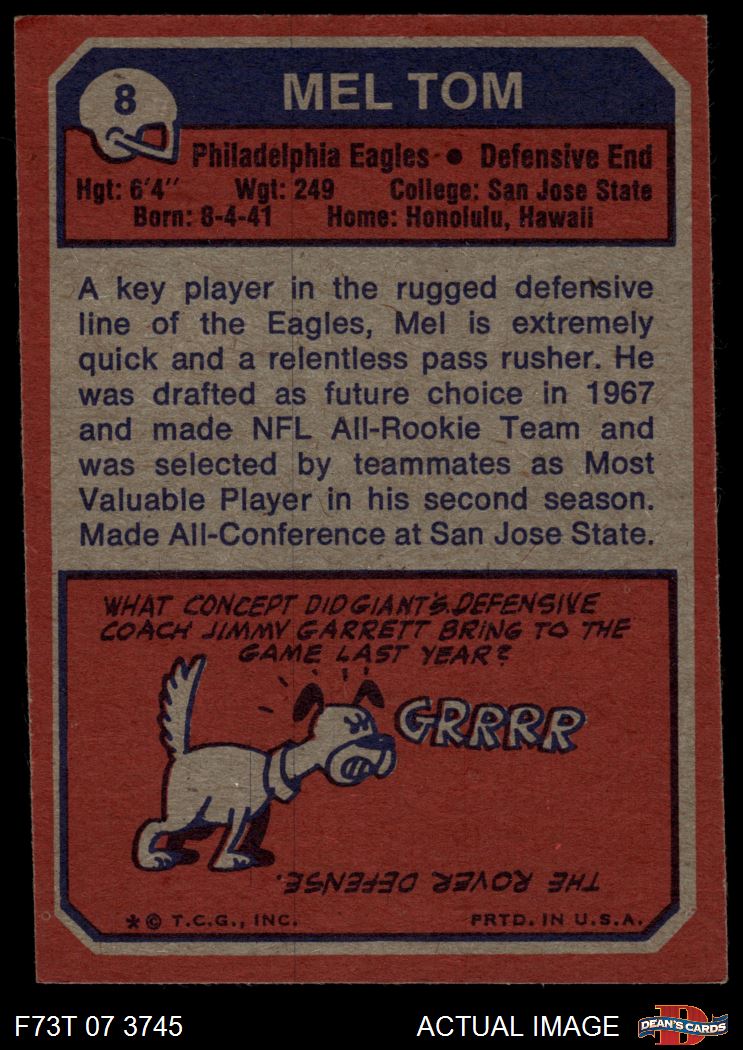 8
MEL TOM
Philadelphia Eagles • Defensive End
Hgt: 6'4" Wgt: 249 College: San Jose State
Born: 8-4-41 Home: Honolulu, Hawaii
A key player in the rugged defensive
line of the Eagles, Mel is extremely
quick and a relentless pass rusher. He
was drafted as future choice in 1967
and made NFL All-Rookie Team and
was selected by teammates as Most
Valuable Player in his second season.
Made All-Conference at San Jose State.
WHAT CONCEPT DID GIANT'S DEFENSIVE
COACH JIMMY GARRETT BRING TO THE
GAME LAST YEAR?
GRRRR
THE ROVER DEFENSE.
* © T.C.G., INC. PRTD. IN U.S.A.
F73T 07 3745 ACTUAL IMAGE D DEAN'S CARDS